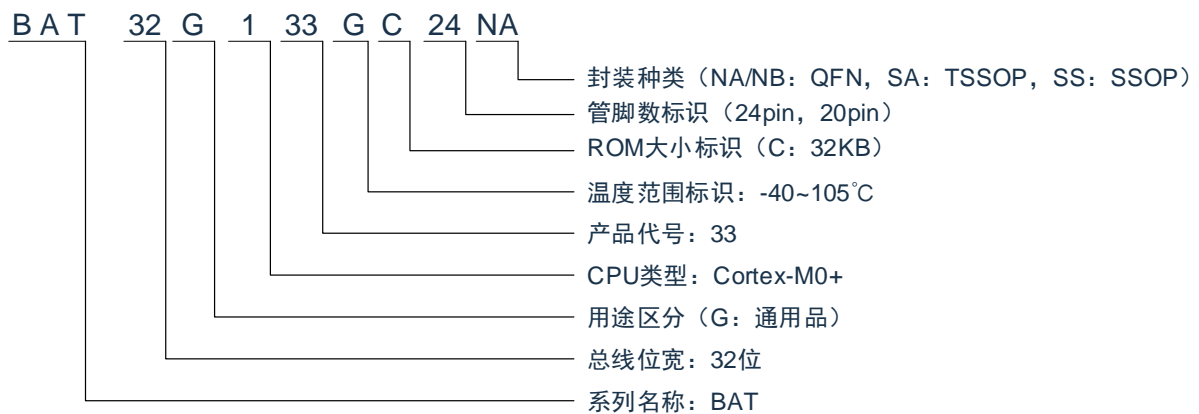 BAT 32 G 1 33 G C 24 NA
封装种类（NA/NB：QFN，SA：TSSOP，SS：SSOP）
管脚数标识（24pin，20pin）
ROM大小标识（C：32KB）
温度范围标识：-40~105℃
产品代号：33
CPU类型：Cortex-M0+
用途区分（G：通用品）
总线位宽：32位
系列名称：BAT